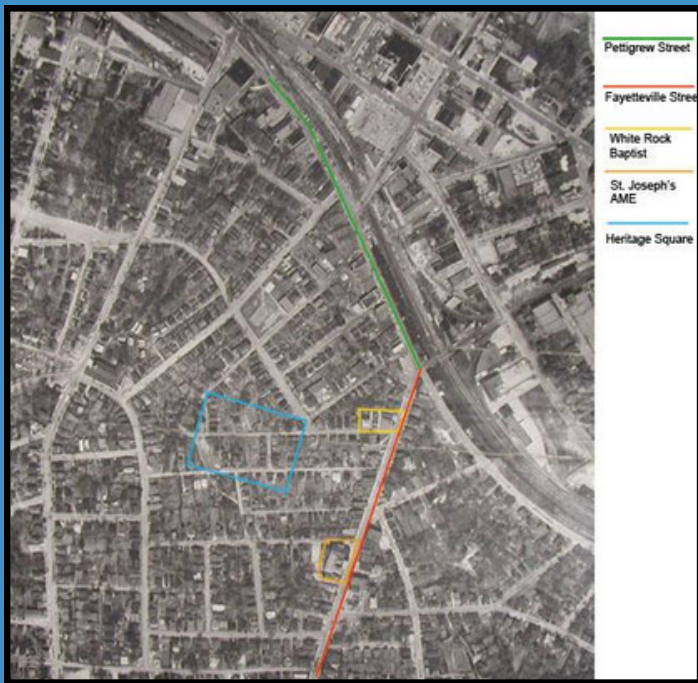 Pettigrew Street
Fayetteville Stree
White Rock
Baptist
St. Joseph's
AME
Heritage Square